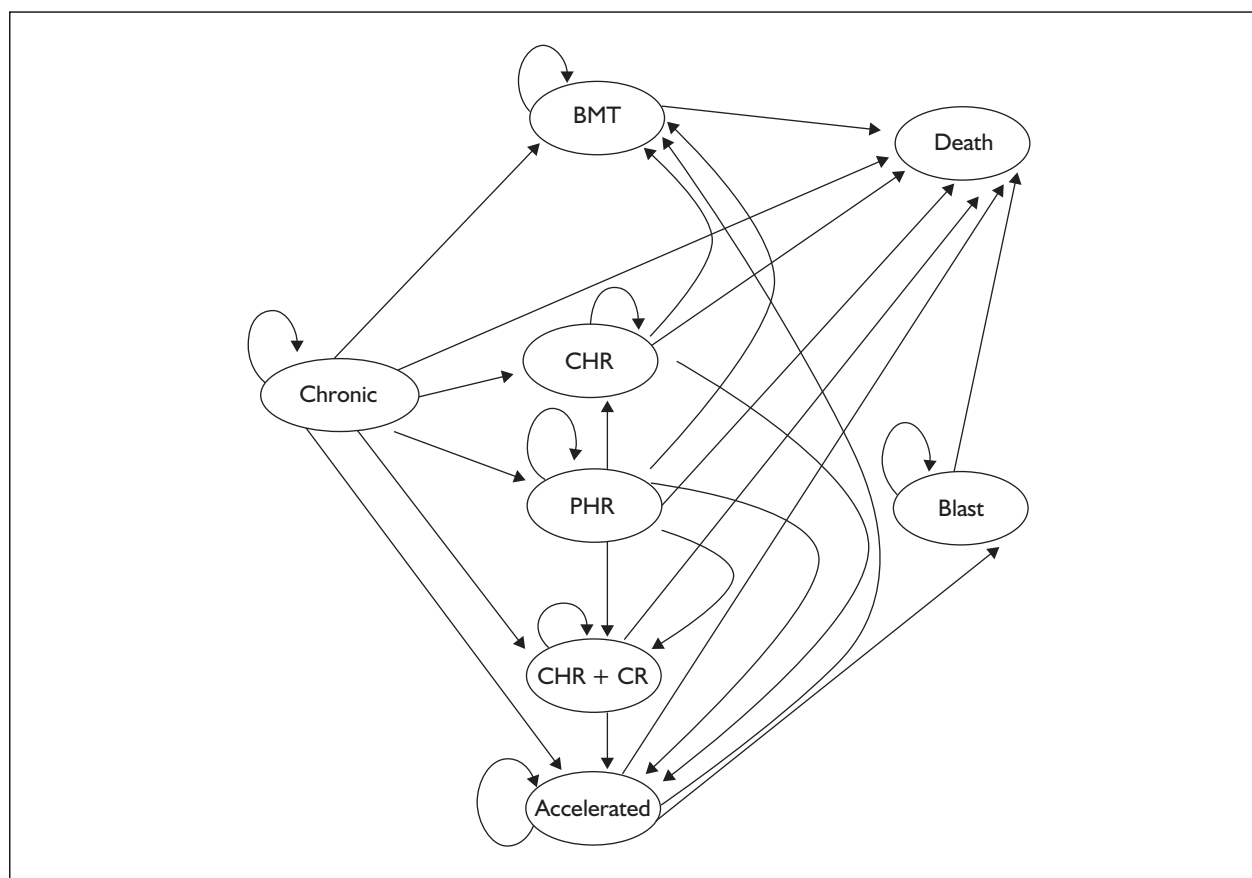 BMT
Death
CHR
Chronic
PHR
Blast
CHR + CR
Accelerated